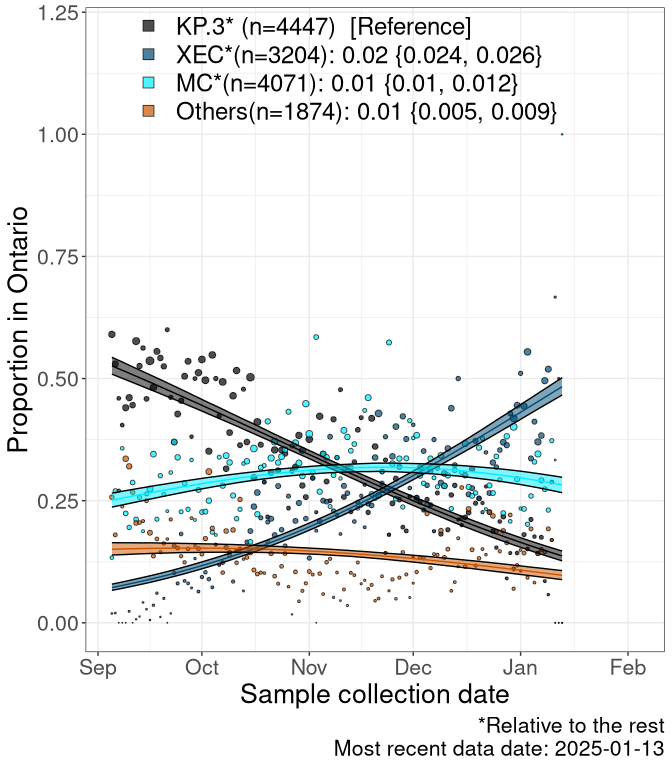 KP.3* (n=4447)  [Reference]
XEC*(n=3204): 0.02 {0.024, 0.026}
MC*(n=4071): 0.01 {0.01, 0.012}
Others(n=1874): 0.01 {0.005, 0.009}
1.25
1.00
0.75
0.50
0.25
0.00
Proportion in Ontario
Sep Oct Nov Dec Jan Feb
Sample collection date
*Relative to the rest
Most recent data date: 2025-01-13